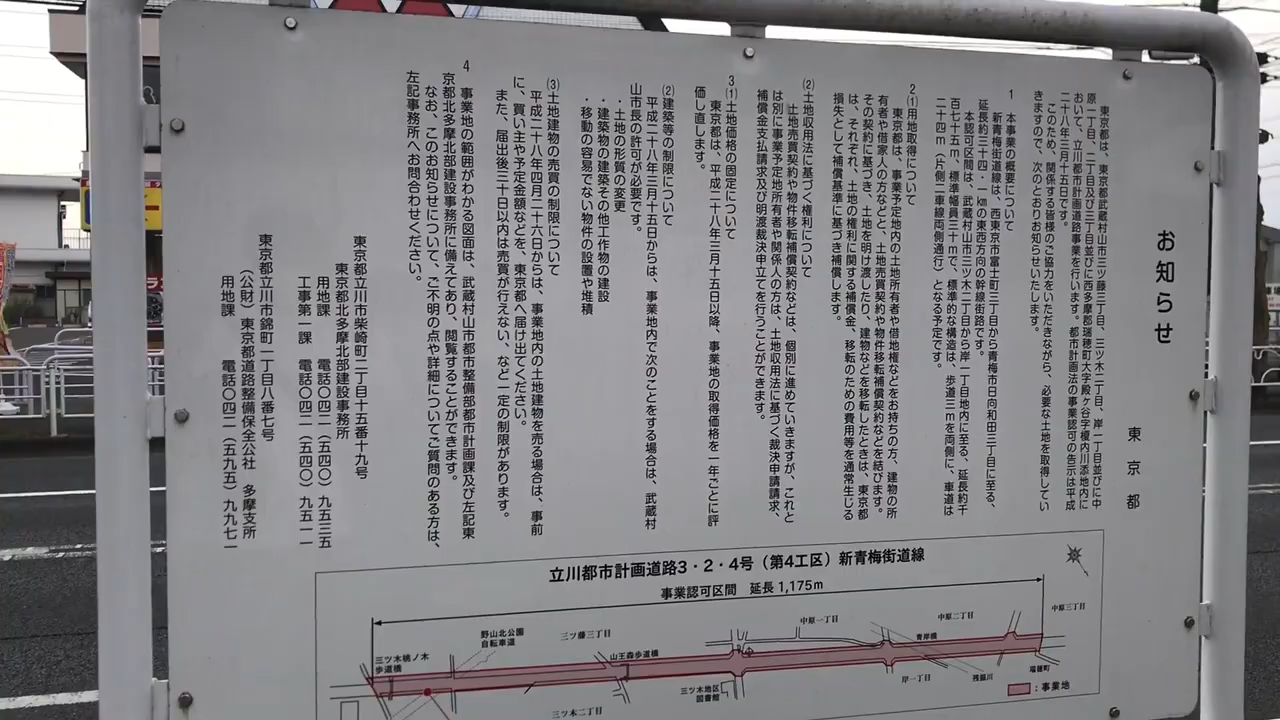 お知らせ
東京都
東京都は、東京都武蔵村山市三ツ藤三丁目、三ツ木二丁目、岸一丁目並びに中
原一丁目、二丁目及び三丁目並びに西多摩郡瑞穂町大字殿ヶ谷字榎内川添地内に
おいて、立川都市計画道路事業を行います。都市計画法の事業認可の告示は平成
二十八年三月十五日です。
このため、関係する皆様のご協力をいただきながら、必要な土地を取得してい
きますので、次のとおりお知らせいたします。
1 本事業の概要について
新青梅街道線は、西東京市富士町三丁目から青梅市日向和田三丁目に至る、
延長約三十四・一kmの東西方向の幹線街路です。
本認可区間は、武蔵村山市三ツ木二丁目から岸一丁目地内に至る、延長約千
百七十五m、標準幅員三十mで、標準的な構造は、歩道三mを両側に、車道は
二十四m(片側二車線両側通行)となる予定です。
2(1)用地取得について
東京都は、事業予定地内の土地所有者や借地権などをお持ちの方、建物の所
有者や借家人の方などと、土地売買契約や物件移転補償契約などを結びます。
その契約に基づき、土地を明け渡したり、建物などを移転したときは、東京都
は、それぞれ、土地の権利に関する補償金、移転のための費用等を通常生じる
損失として補償基準に基づき補償します。
(2)土地収用法に基づく権利について
土地売買契約や物件移転補償契約などは、個別に進めていきますが、これと
は別に事業予定地所有者や関係人の方は、土地収用法に基づく裁決申請請求、
補償金支払請求及び明渡裁決申立てを行うことができます。
3(1)土地価格の固定について
東京都は、平成二十八年三月十五日以降、事業地の取得価格を一年ごとに評
価し直します。
(2)建築等の制限について
平成二十八年三月十五日からは、事業地内で次のことをする場合は、武蔵村
山市長の許可が必要です。
・土地の形質の変更
・建築物の建築その他工作物の建設
・移動の容易でない物件の設置や堆積
(3)土地建物の売買の制限について
平成二十八年四月二十六日からは、事業地内の土地建物を売る場合は、事前
に、買い主や予定金額などを、東京都へ届け出てください。
また、届出後三十日以内は売買が行えない、など一定の制限があります。
4 事業地の範囲がわかる図面は、武蔵村山市都市整備部都市計画課及び左記東
京都北多摩北部建設事務所に備えてあり、閲覧することができます。
なお、このお知らせについて、ご不明の点や詳細についてご質問のある方は、
左記事務所へお問合わせください。
東京都立川市柴崎町二丁目十五番十九号
東京都北多摩北部建設事務所
用地課 電話〇四二(五四〇)九五三五
工事第一課 電話〇四二(五四〇)九五一一
東京都立川市錦町一丁目八番七号
(公財)東京都道路整備保全公社 多摩支所
用地課 電話〇四二(五九五)九九七一
立川都市計画道路3・2・4号(第4工区)新青梅街道線
事業認可区間 延長1,175m
中原三丁目
中原二丁目
中原一丁目
青岸橋
三ツ藤三丁目
野山北公園
自転車道
山王森歩道橋
三ツ木峽ノ木
歩道橋
瑞穂町
残堀川
岸一丁目
三ツ木地区
図書館
三ツ木二丁目
:事業地